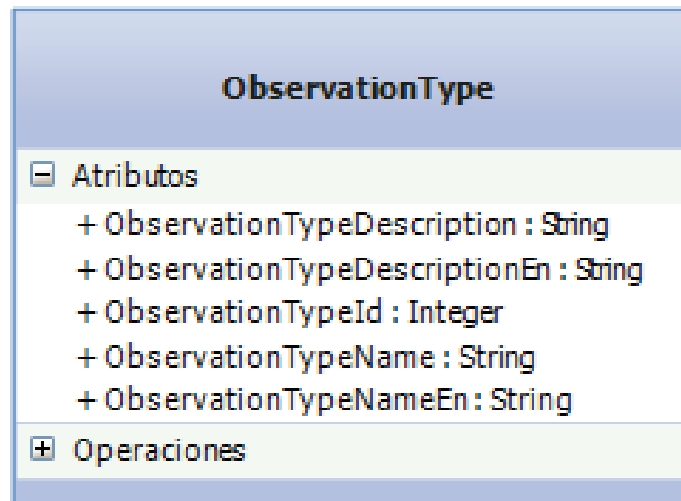 ObservationType
Atributos
+ ObservationTypeDescription : String
+ ObservationTypeDescriptionEn : String
+ ObservationTypeId : Integer
+ ObservationTypeName : String
+ ObservationTypeNameEn : String
Operaciones